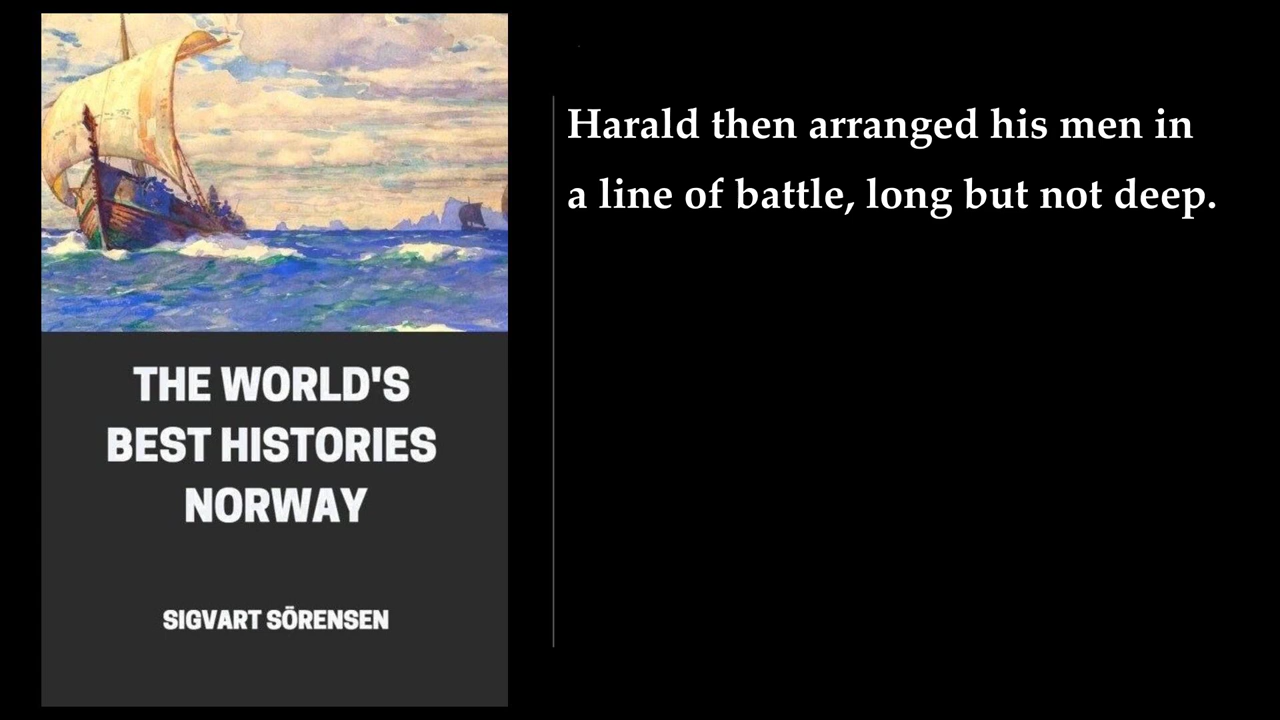 THE WORLD'S
BEST HISTORIES
NORWAY
SIGVART SÖRENSEN
Harald then arranged his men in
a line of battle, long but not deep.